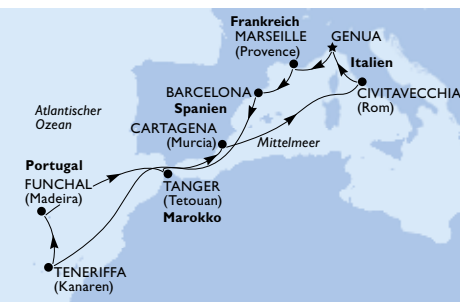 Frankreich
MARSEILLE
(Provence)
GENUA
Italien
BARCELONA
Spanien
CIVITAVECCHIA
(Rom)
Atlantischer
Ozean
CARTAGENA
(Murcia)
Mittelmeer
Portugal
FUNCHAL
(Madeira)
TANGER
(Tetouan)
Marokko
TENERIFFA
(Kanaren)